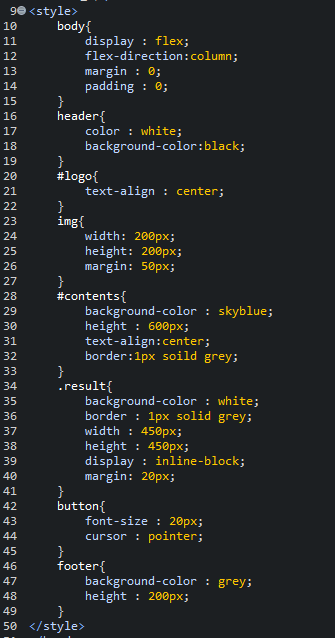 9 <style>
10 body{
11 display : flex;
12 flex-direction:column;
13 margin : 0;
14 padding : 0;
15 }
16 header{
17 color : white;
18 background-color:black;
19 }
20 #logo{
21 text-align : center;
22 }
23 img{
24 width: 200px;
25 height: 200px;
26 margin: 50px;
27 }
28 #contents{
29 background-color : skyblue;
30 height : 600px;
31 text-align:center;
32 border:1px soild grey;
33 }
34 .result{
35 background-color : white;
36 border : 1px solid grey;
37 width : 450px;
38 height : 450px;
39 display : inline-block;
40 margin: 20px;
41 }
42 button{
43 font-size : 20px;
44 cursor : pointer;
45 }
46 footer{
47 background-color : grey;
48 height : 200px;
49 }
50 </style>